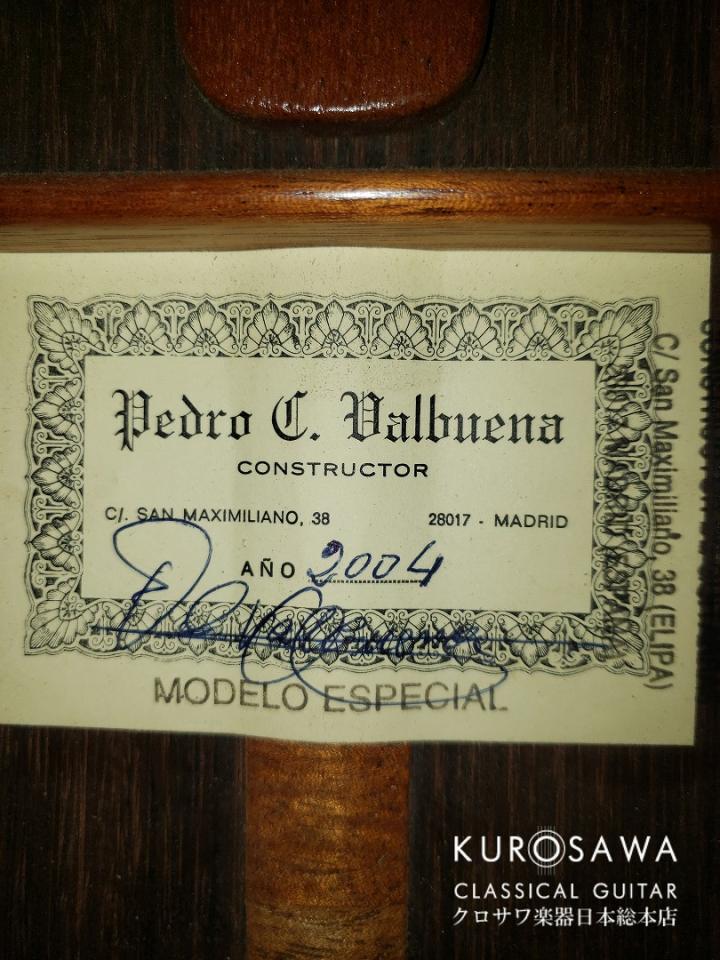 Pedro C. Valbuena
CONSTRUCTOR
C/. SAN MAXIMILIANO, 38 28017 - MADRID
AÑO 2004
MODELO ESPECIAL
C/ San Maximiliano, 38 (ELIPA)
KUROSAWA
CLASSICAL GUITAR
クロサワ楽器日本総本店